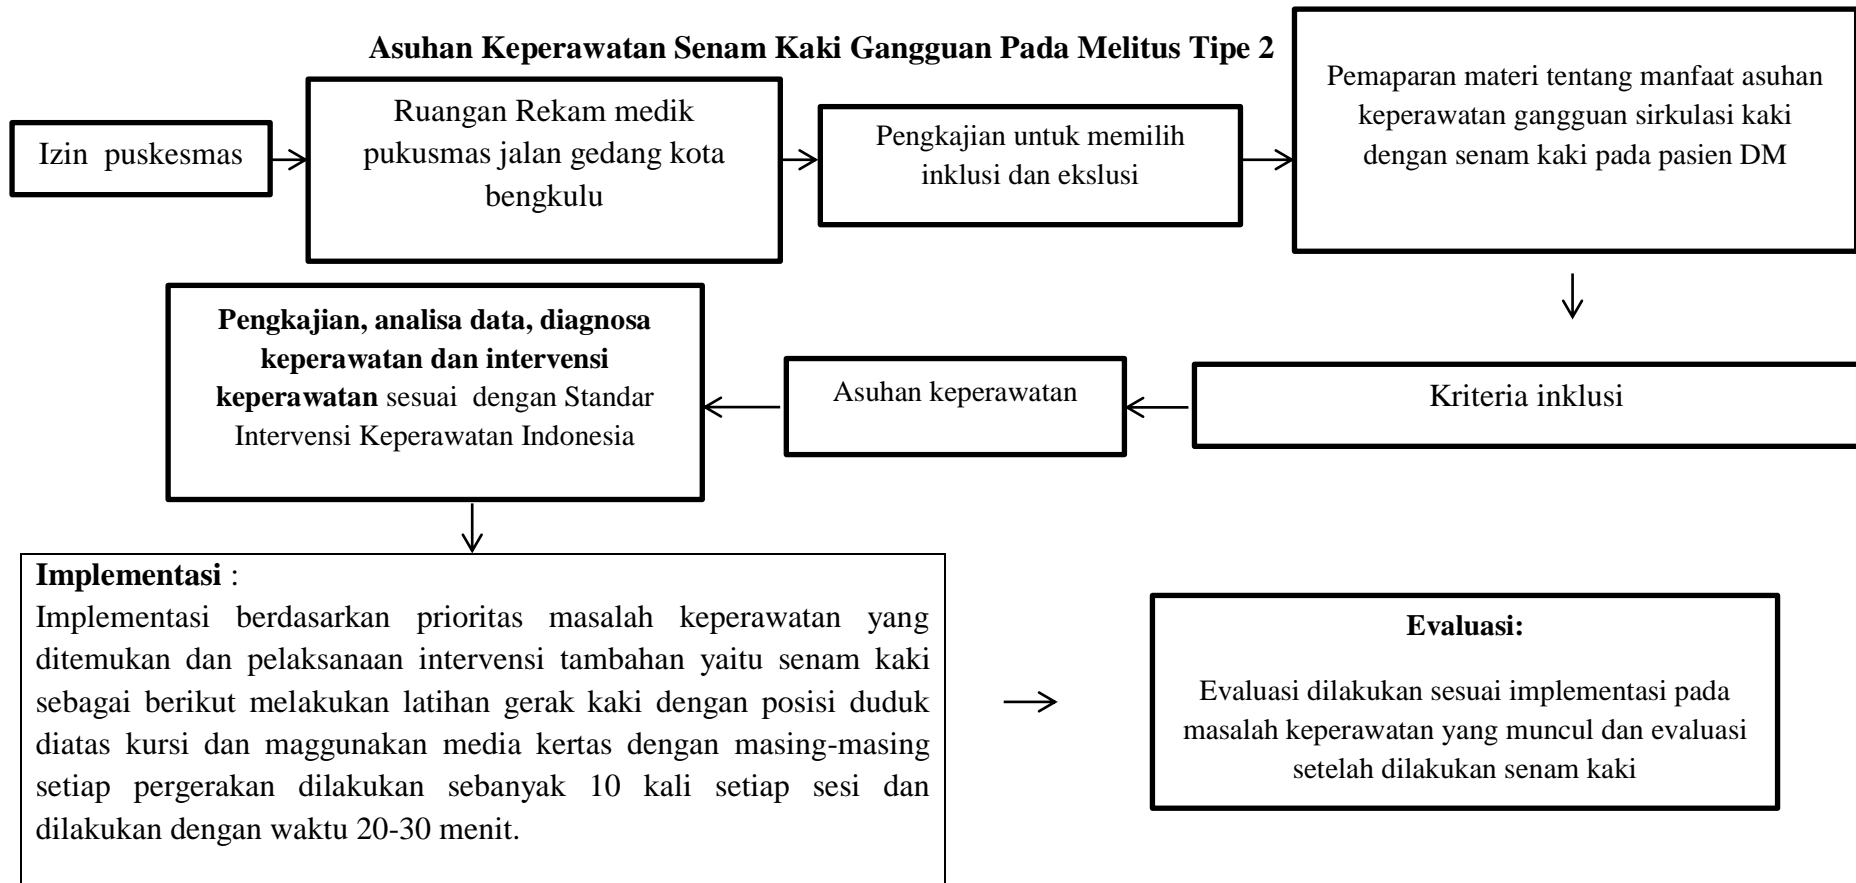 Asuhan Keperawatan Senam Kaki Gangguan Pada Melitus Tipe 2
Izin puskesmas
Ruangan Rekam medik
pukusmas jalan gedang kota
bengkulu
Pengkajian untuk memilih
inklusi dan ekslusi
Pemaparan materi tentang manfaat asuhan
keperawatan gangguan sirkulasi kaki
dengan senam kaki pada pasien DM
Kriteria inklusi
Asuhan keperawatan
Pengkajian, analisa data, diagnosa
keperawatan dan intervensi
keperawatan sesuai dengan Standar
Intervensi Keperawatan Indonesia
Implementasi :
Implementasi berdasarkan prioritas masalah keperawatan yang
ditemukan dan pelaksanaan intervensi tambahan yaitu senam kaki
sebagai berikut melakukan latihan gerak kaki dengan posisi duduk
diatas kursi dan maggunakan media kertas dengan masing-masing
setiap pergerakan dilakukan sebanyak 10 kali setiap sesi dan
dilakukan dengan waktu 20-30 menit.
Evaluasi:
Evaluasi dilakukan sesuai implementasi pada
masalah keperawatan yang muncul dan evaluasi
setelah dilakukan senam kaki